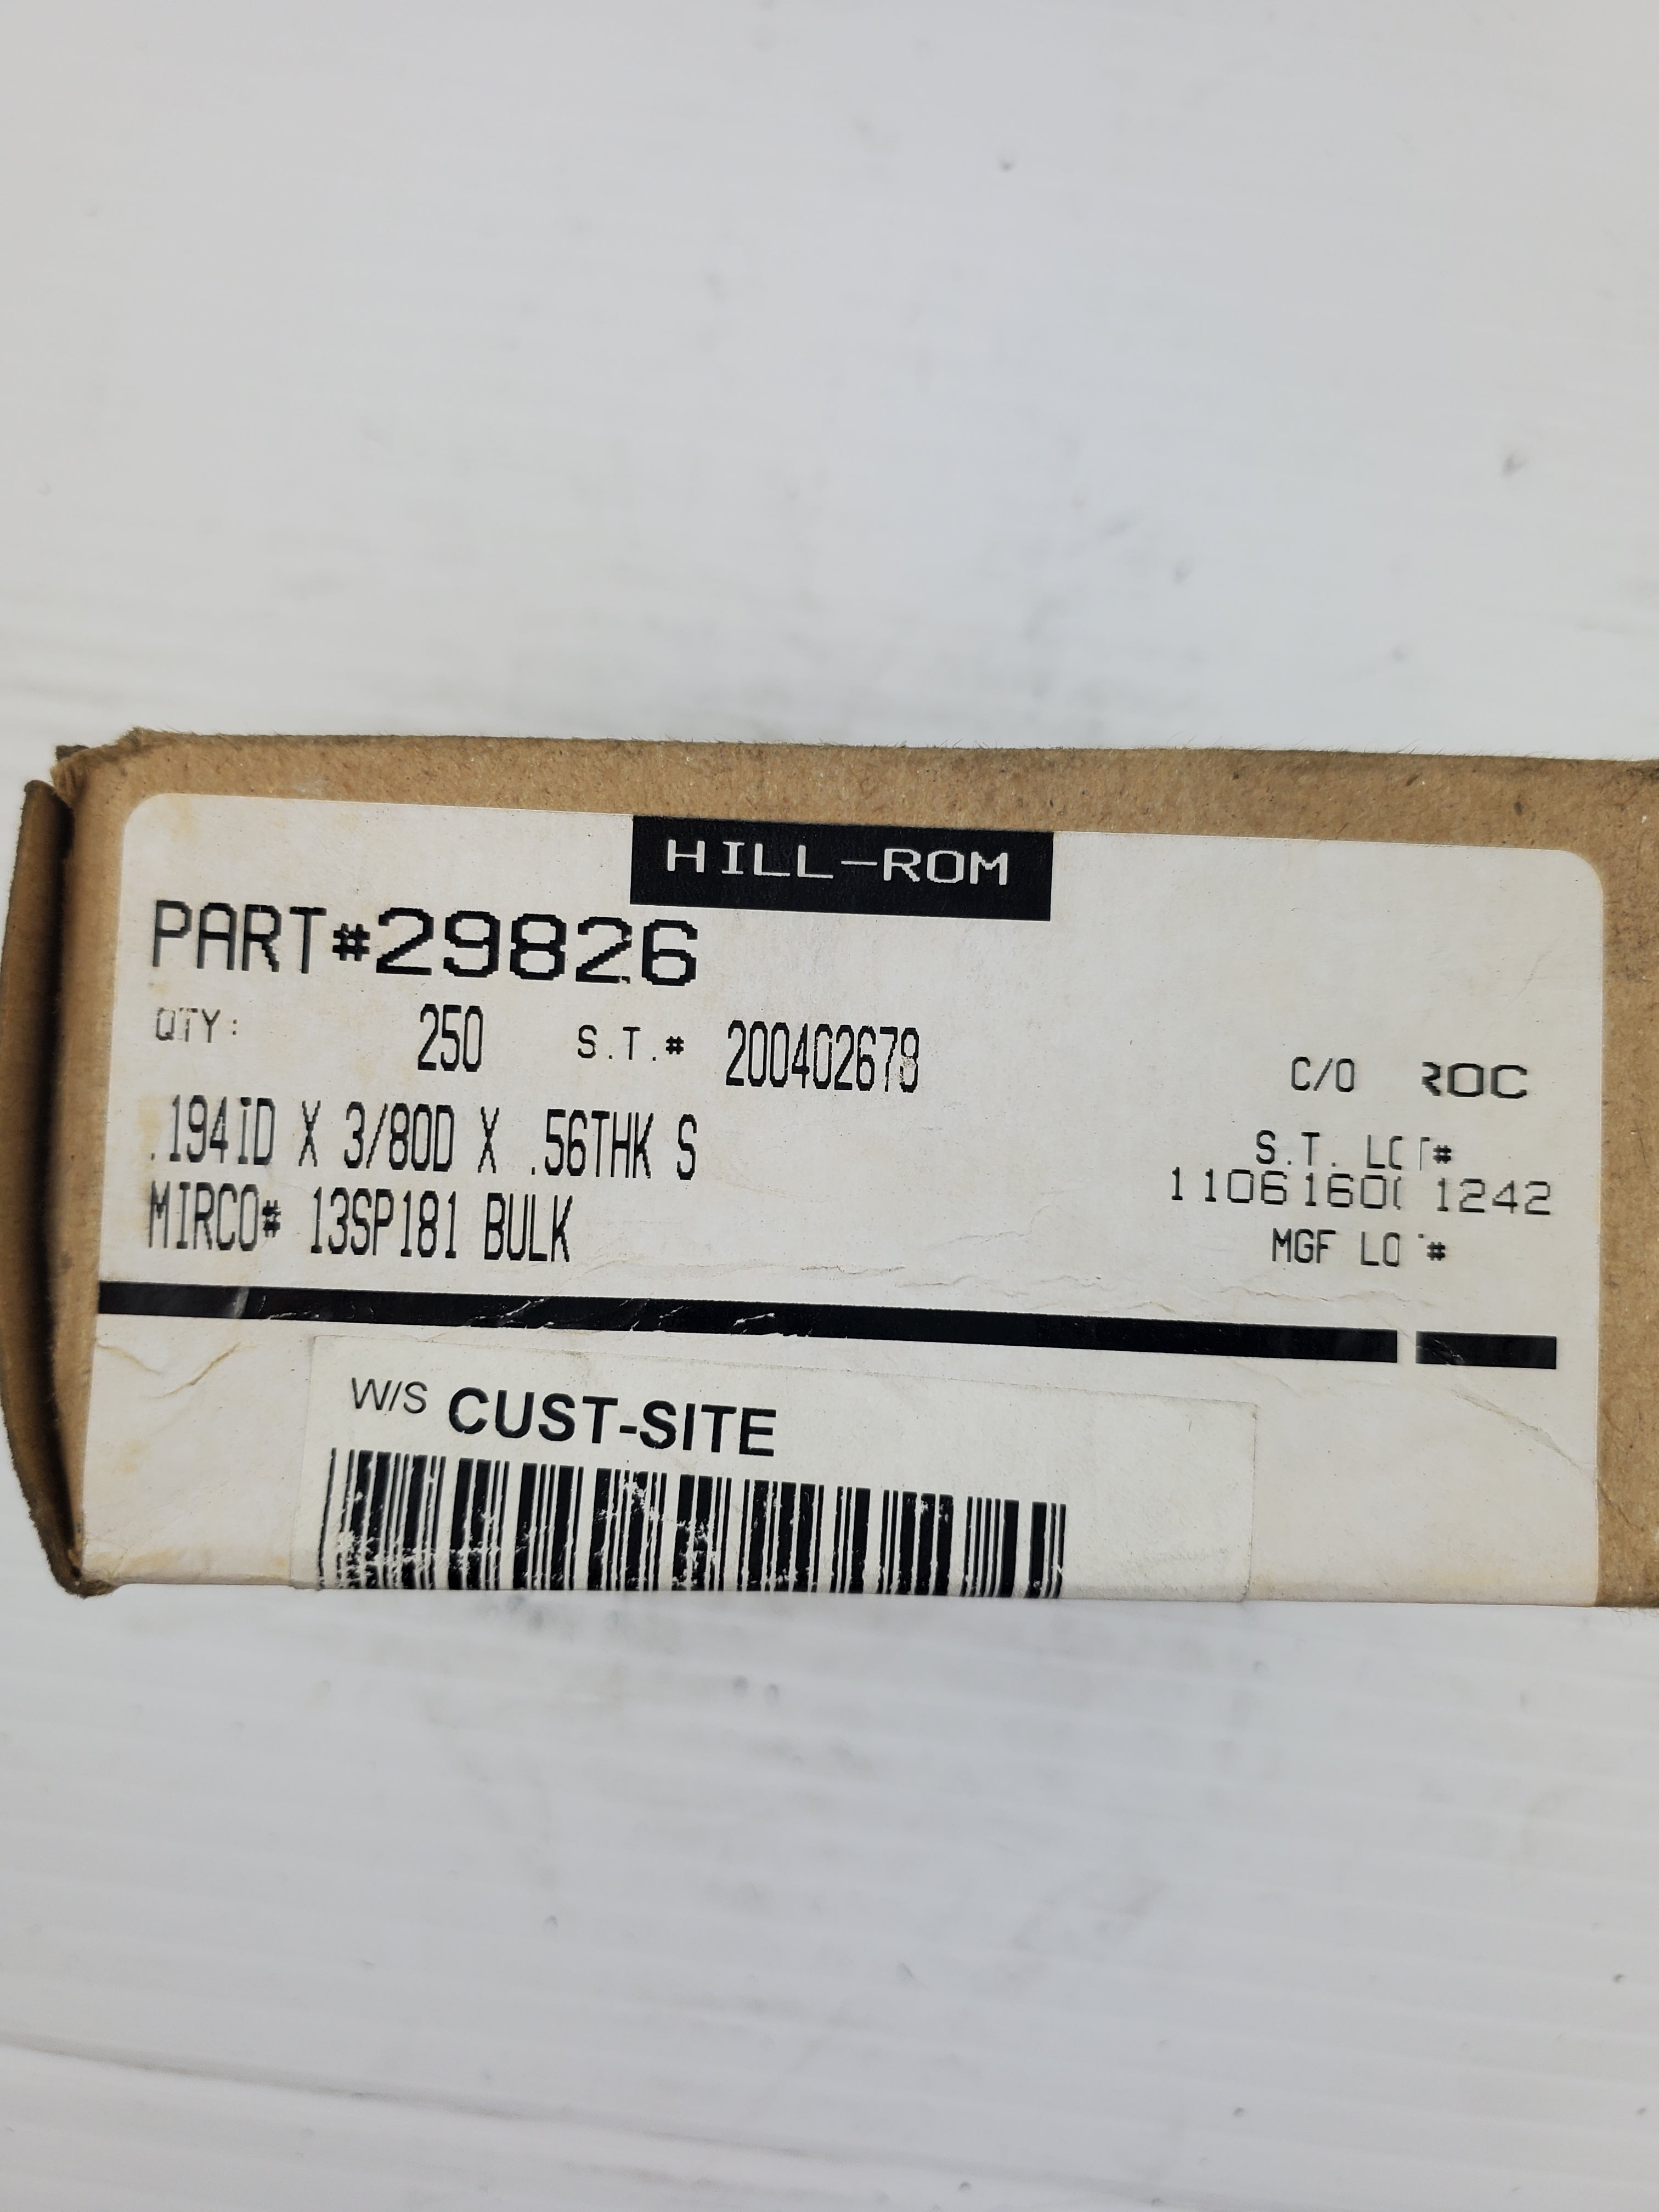 HILL-ROM
PART#29826
QTY: 250 S.T.# 200402678
C/O ROC
.194ID X 3/8OD X .56THK S
S.T. LOT#
MIRCO# 13SP181 BULK
MGF LO #
W/S CUST-SITE